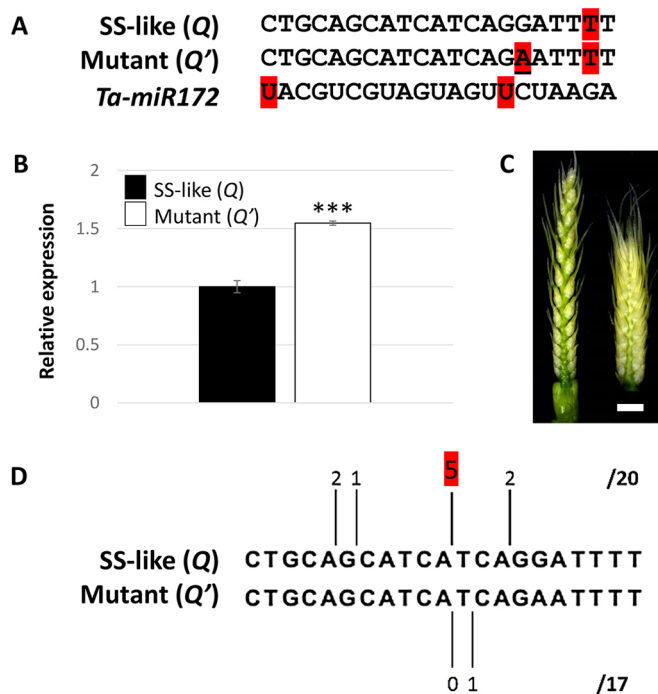 A
SS-like (Q) CTGCAGCATCATCAGGATTTT
Mutant (Q') CTGCAGCATCATCAGAATTTT
Ta-miR172 UACGUCGUAGUAGUUCUAAGA
B
Relative expression
2
1.5
1
0.5
0
SS-like (Q)
Mutant (Q')
***
C
D
2 1 5 2 /20
SS-like (Q) CTGCAGCATCATCAGGATTTT
Mutant (Q') CTGCAGCATCATCAGAATTTT
0 1 /17